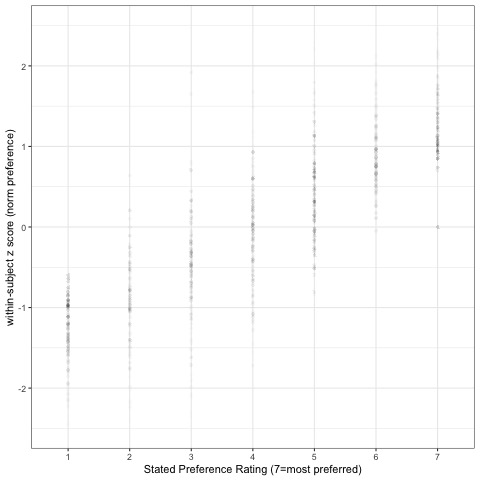 2
1
0
-1
-2
within-subject z score (norm preference)
1 2 3 4 5 6 7
Stated Preference Rating (7=most preferred)